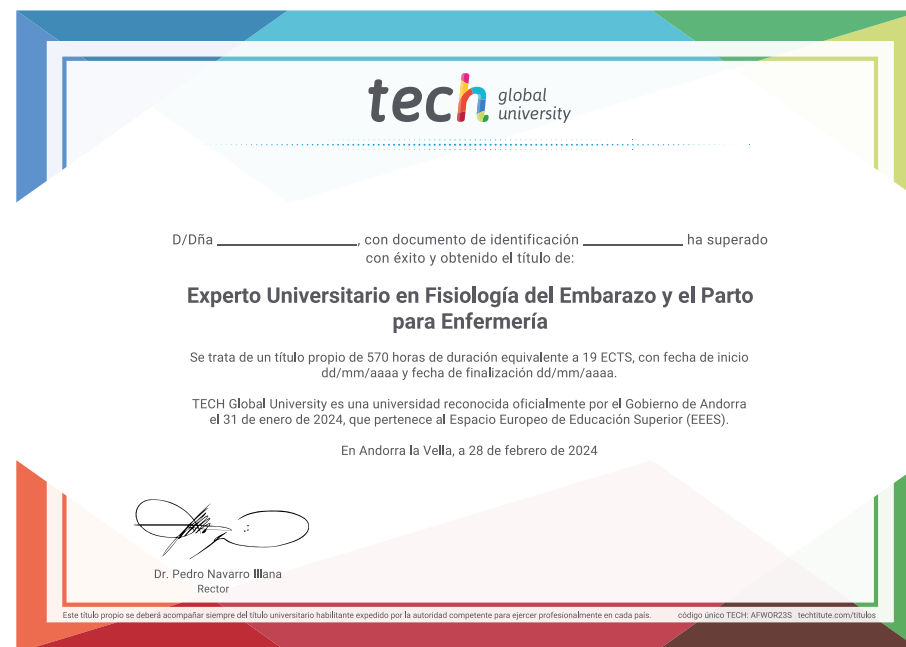 tech global university
D/Dña ____________________, con documento de identificación ______________ ha superado
con éxito y obtenido el título de:
Experto Universitario en Fisiología del Embarazo y el Parto
para Enfermería
Se trata de un título propio de 570 horas de duración equivalente a 19 ECTS, con fecha de inicio
dd/mm/aaaa y fecha de finalización dd/mm/aaaa.
TECH Global University es una universidad reconocida oficialmente por el Gobierno de Andorra
el 31 de enero de 2024, que pertenece al Espacio Europeo de Educación Superior (EEES).
En Andorra la Vella, a 28 de febrero de 2024
Dr. Pedro Navarro Illana
Rector
Este título propio se deberá acompañar siempre del título universitario habilitante expedido por la autoridad competente para ejercer profesionalmente en cada país. código único TECH: AFWOR23S techtitute.com/titulos